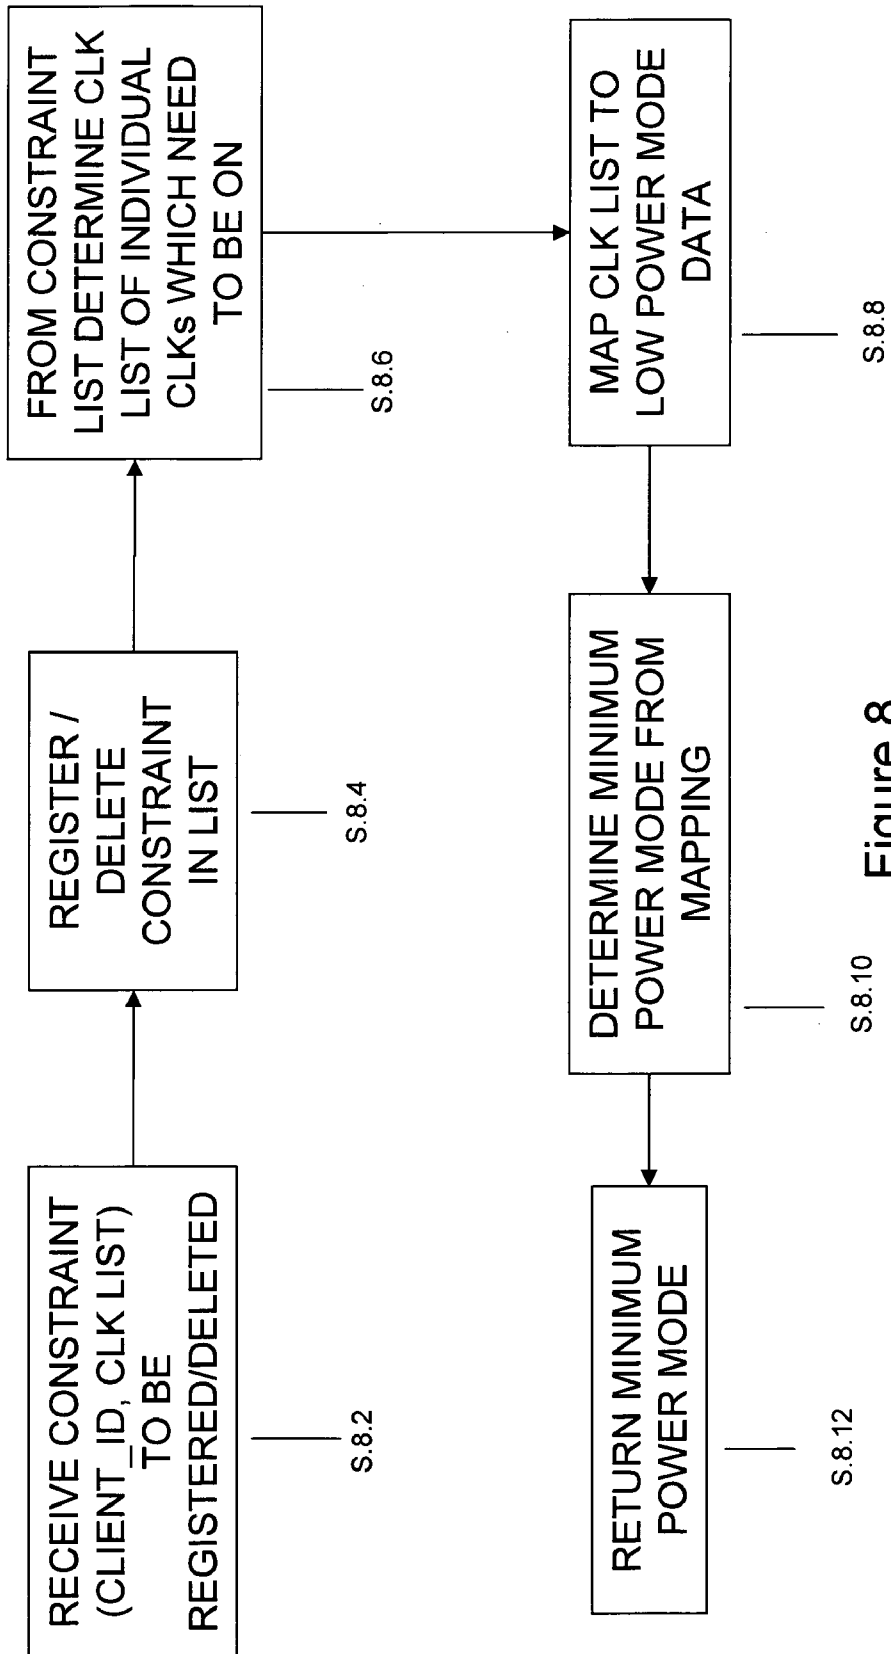 RECEIVE CONSTRAINT
(CLIENT_ID, CLK LIST)
TO BE
REGISTERED/DELETED
S.8.2
REGISTER /
DELETE
CONSTRAINT
IN LIST
S.8.4
FROM CONSTRAINT
LIST DETERMINE CLK
LIST OF INDIVIDUAL
CLKs WHICH NEED
TO BE ON
S.8.6
MAP CLK LIST TO
LOW POWER MODE
DATA
S.8.8
DETERMINE MINIMUM
POWER MODE FROM
MAPPING
S.8.10
RETURN MINIMUM
POWER MODE
S.8.12
Figure 8